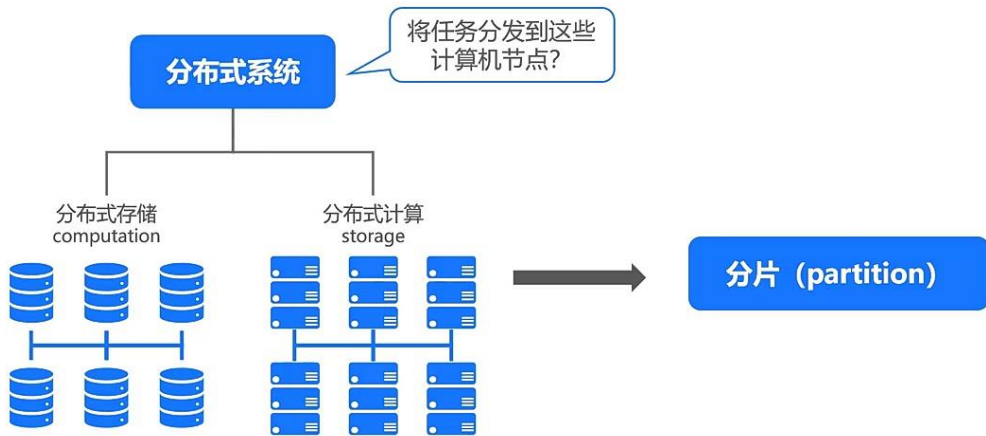 将任务分发到这些
计算机节点？
分布式系统
分布式存储
computation
分布式计算
storage
分片（partition）